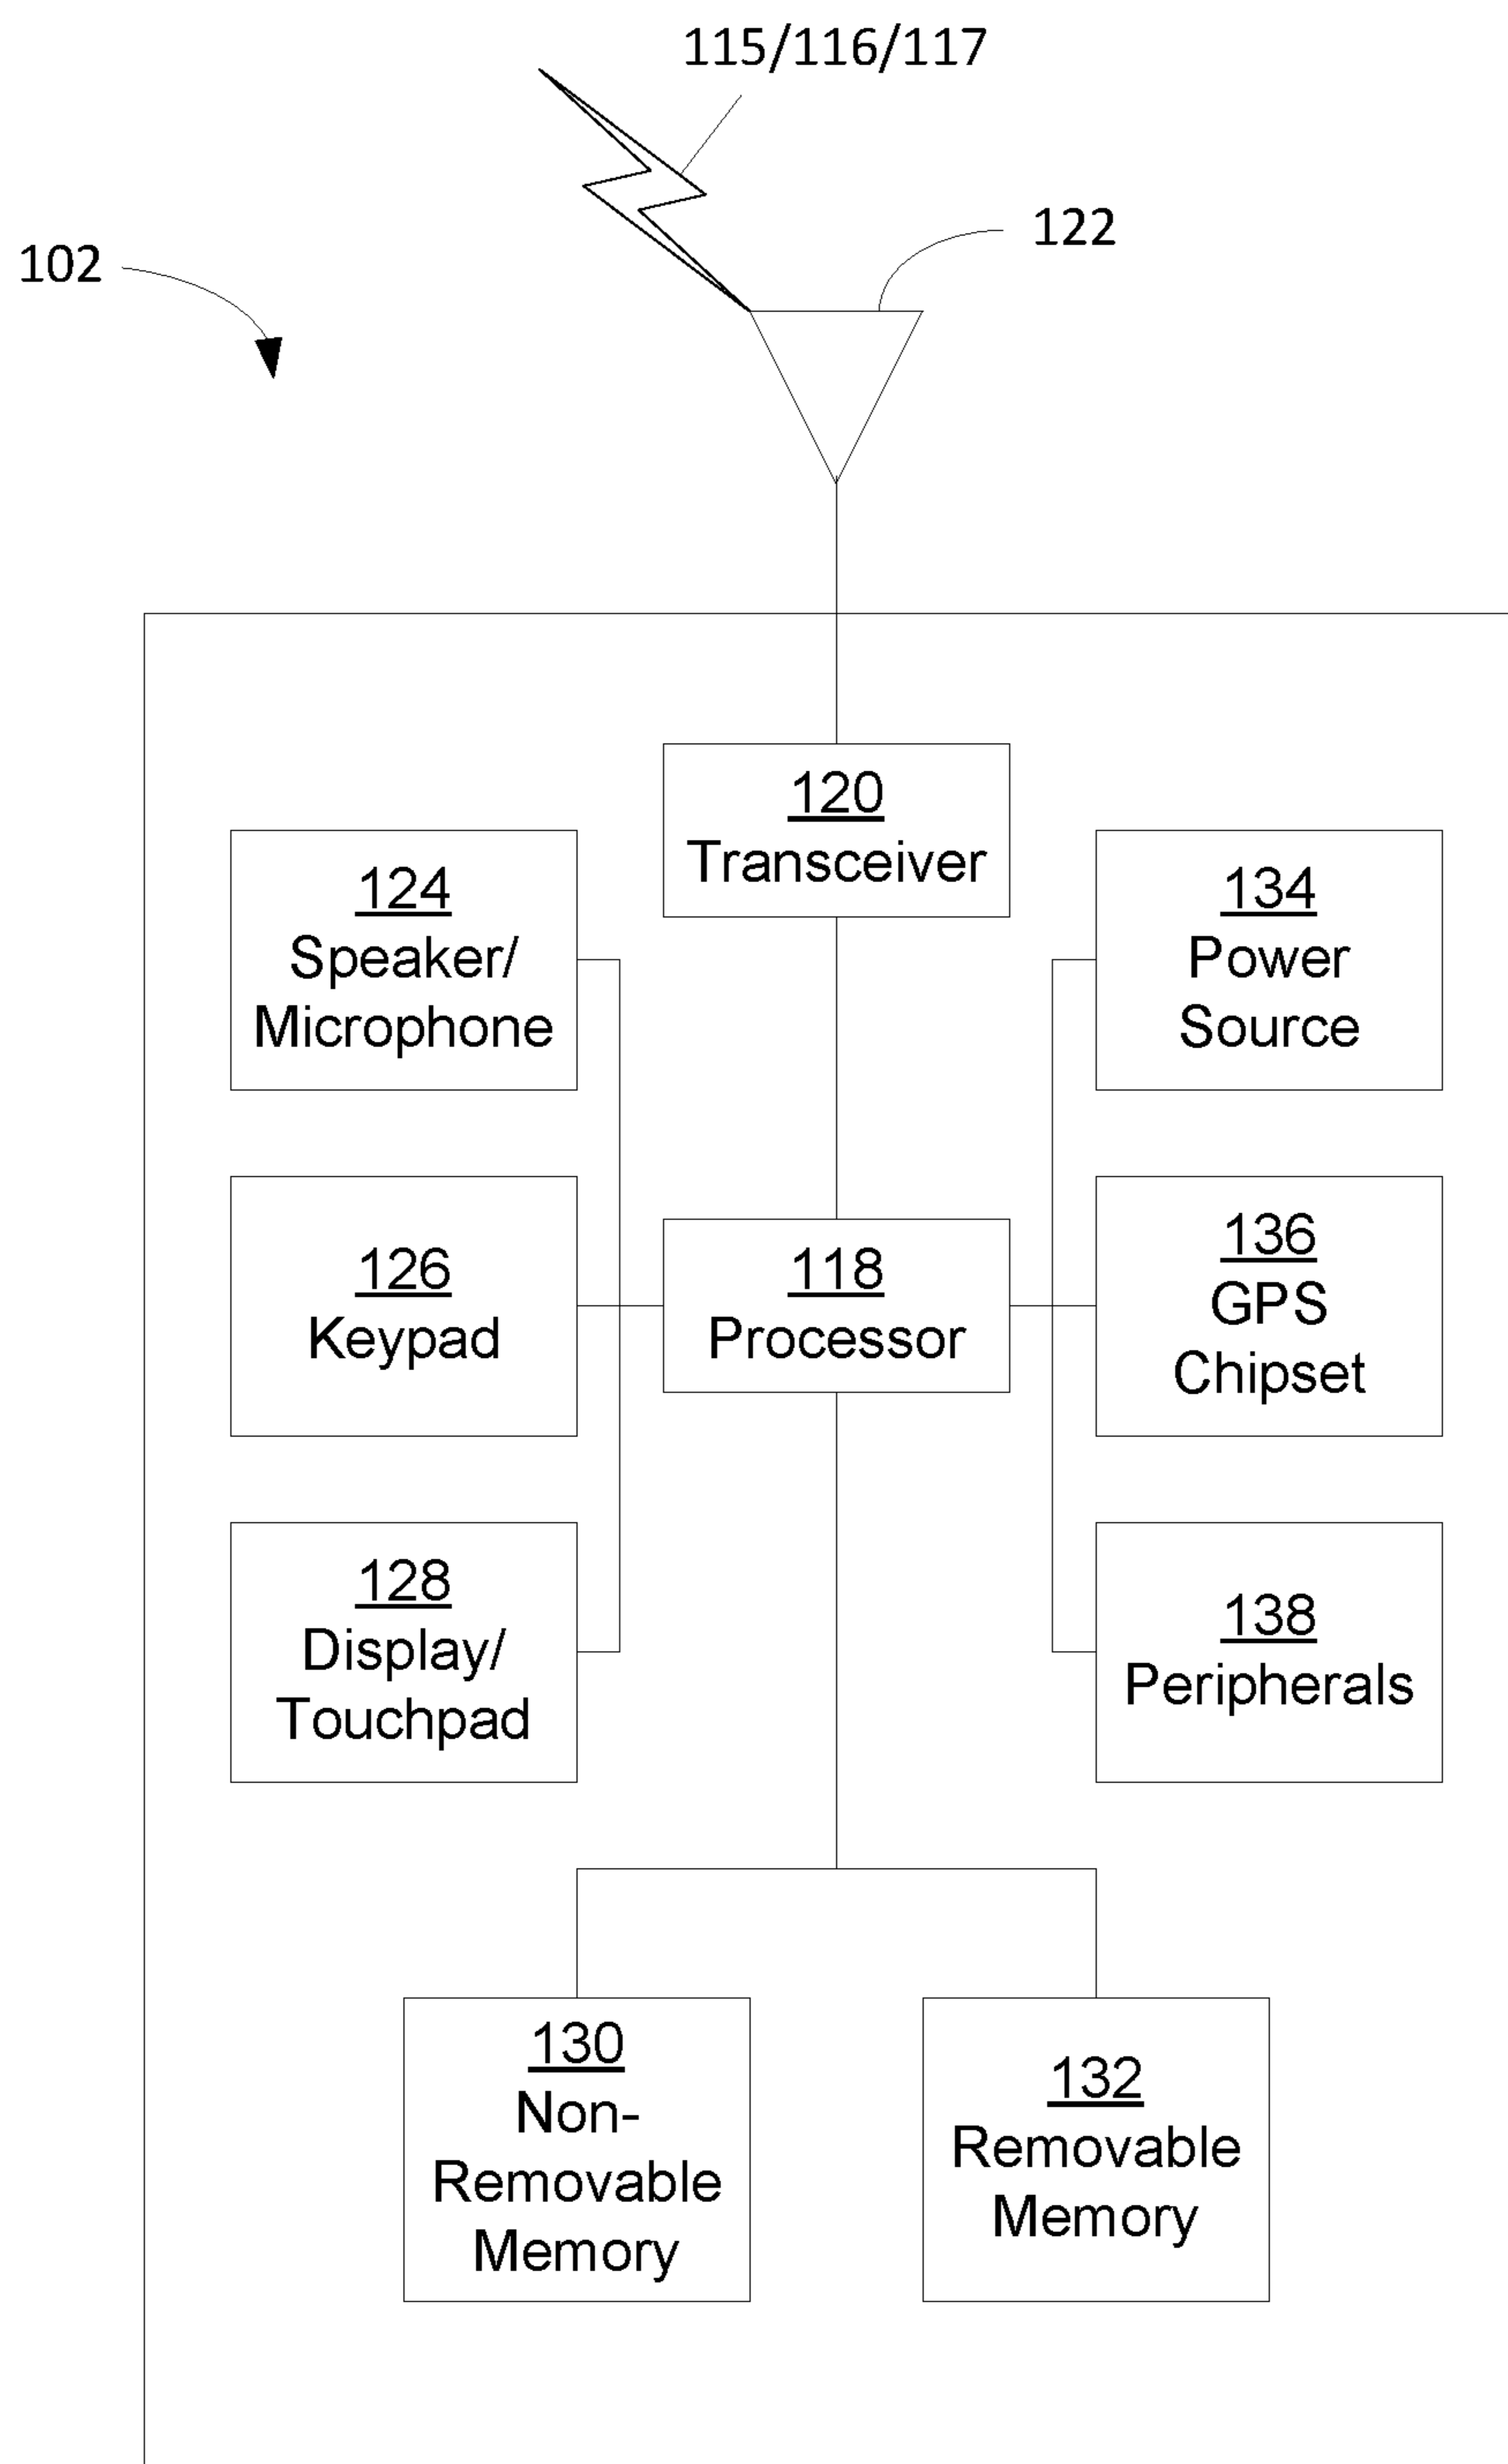 115/116/117
122
102
120
Transceiver
124
Speaker/
Microphone
134
Power
Source
126
Keypad
118
Processor
136
GPS
Chipset
128
Display/
Touchpad
138
Peripherals
130
Non-
Removable
Memory
132
Removable
Memory